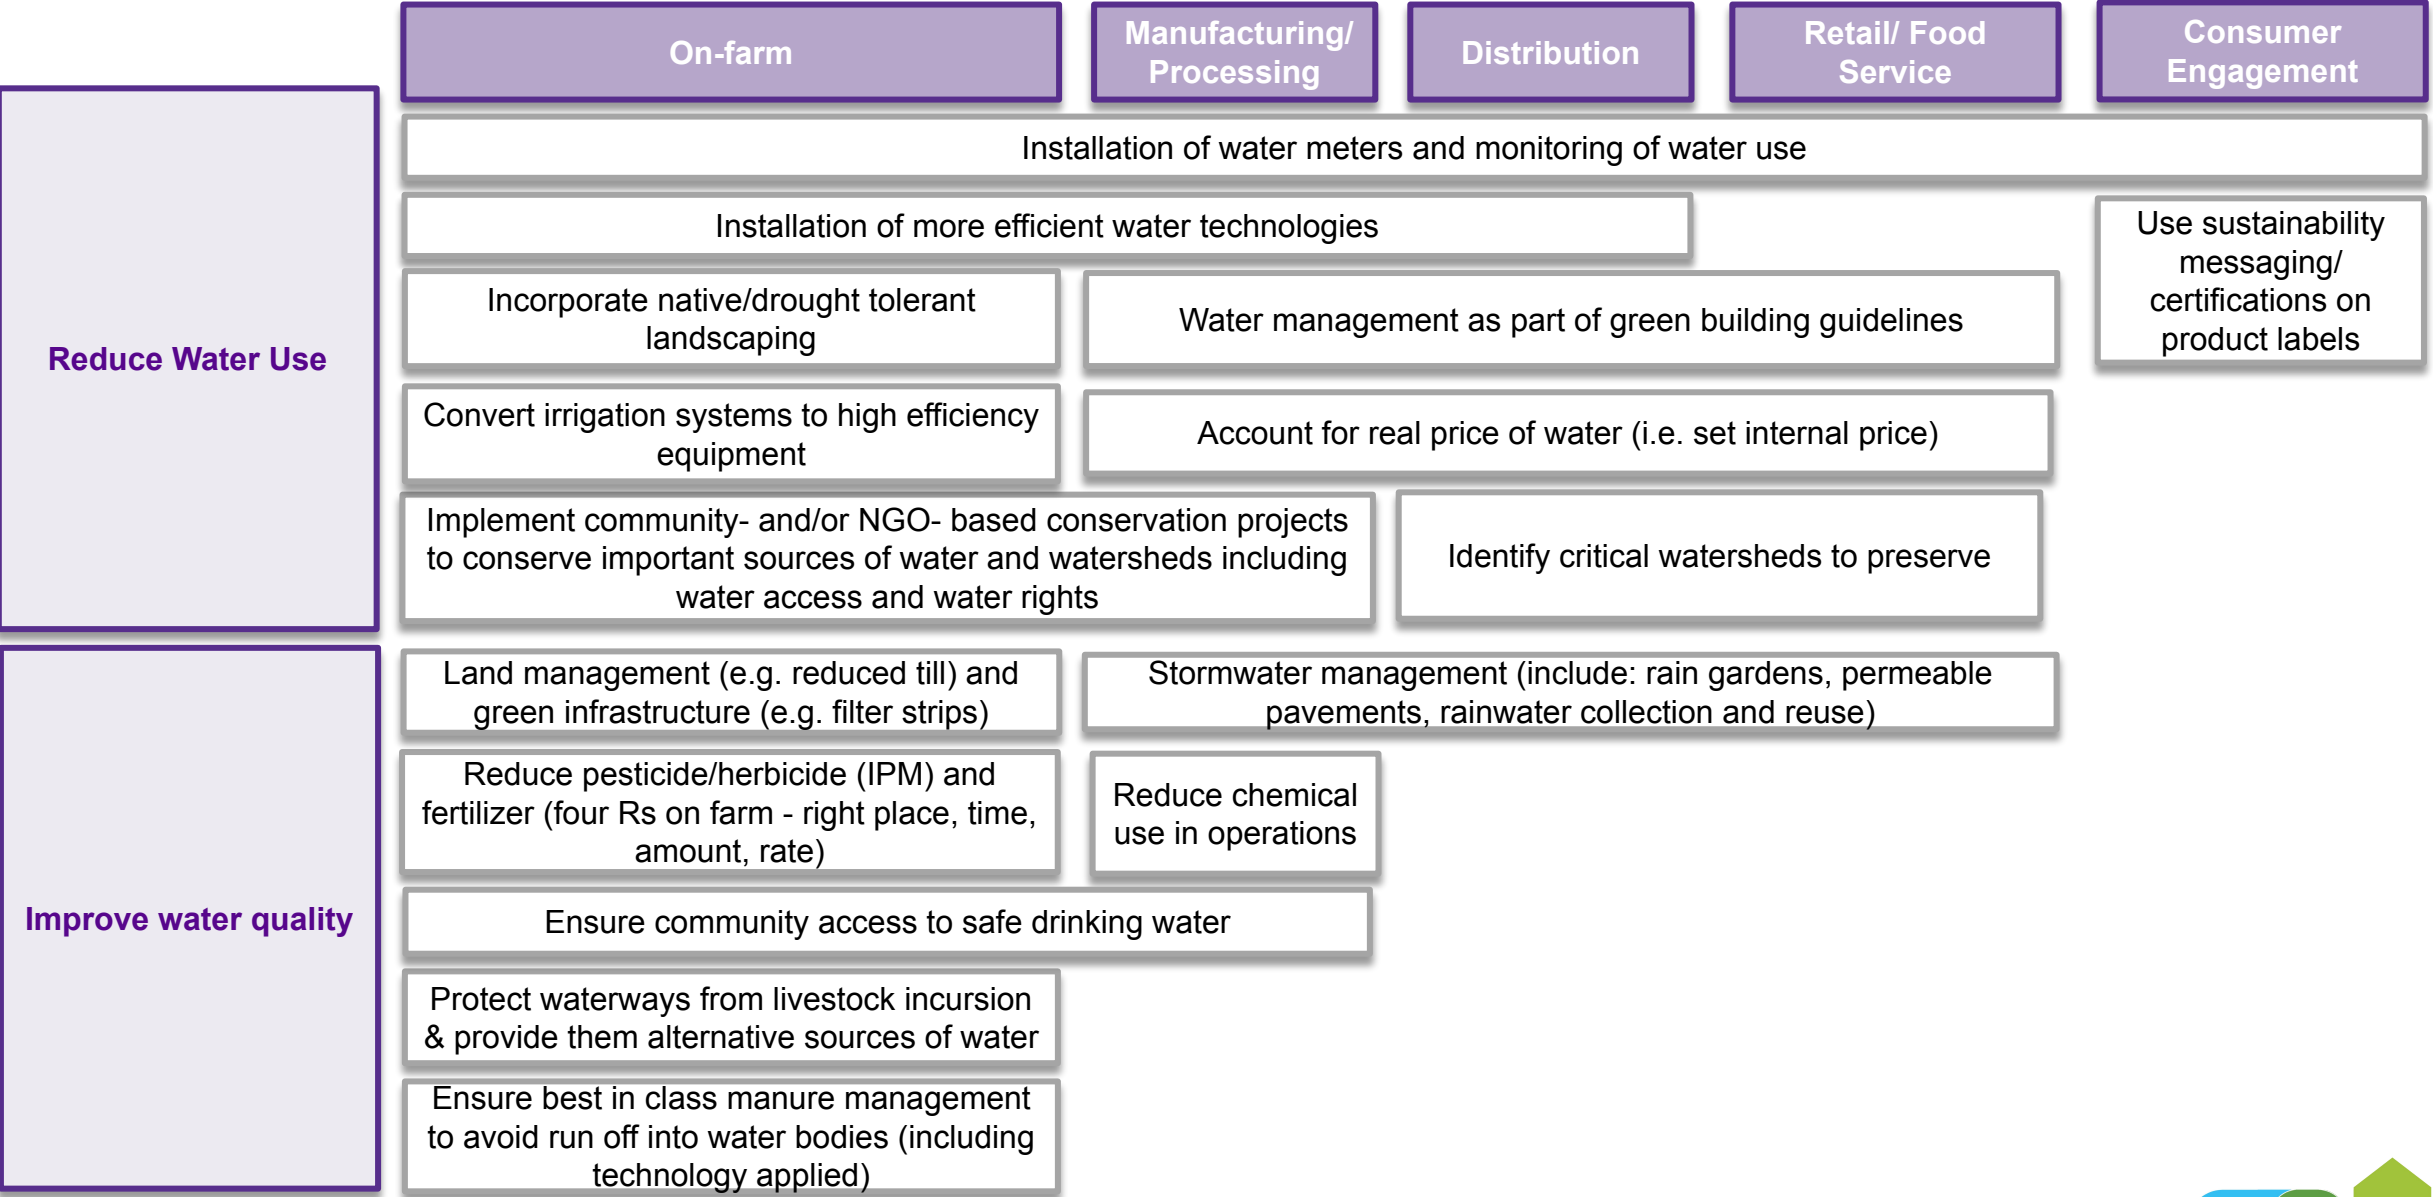 On-farm
Manufacturing/
Processing
Distribution
Retail/ Food
Service
Consumer
Engagement
Reduce Water Use
Installation of water meters and monitoring of water use
Installation of more efficient water technologies
Use sustainability
messaging/
certifications on
product labels
Incorporate native/drought tolerant
landscaping
Water management as part of green building guidelines
Convert irrigation systems to high efficiency
equipment
Account for real price of water (i.e. set internal price)
Implement community- and/or NGO- based conservation projects
to conserve important sources of water and watersheds including
water access and water rights
Identify critical watersheds to preserve
Improve water quality
Land management (e.g. reduced till) and
green infrastructure (e.g. filter strips)
Stormwater management (include: rain gardens, permeable
pavements, rainwater collection and reuse)
Reduce pesticide/herbicide (IPM) and
fertilizer (four Rs on farm - right place, time,
amount, rate)
Reduce chemical
use in operations
Ensure community access to safe drinking water
Protect waterways from livestock incursion
& provide them alternative sources of water
Ensure best in class manure management
to avoid run off into water bodies (including
technology applied)